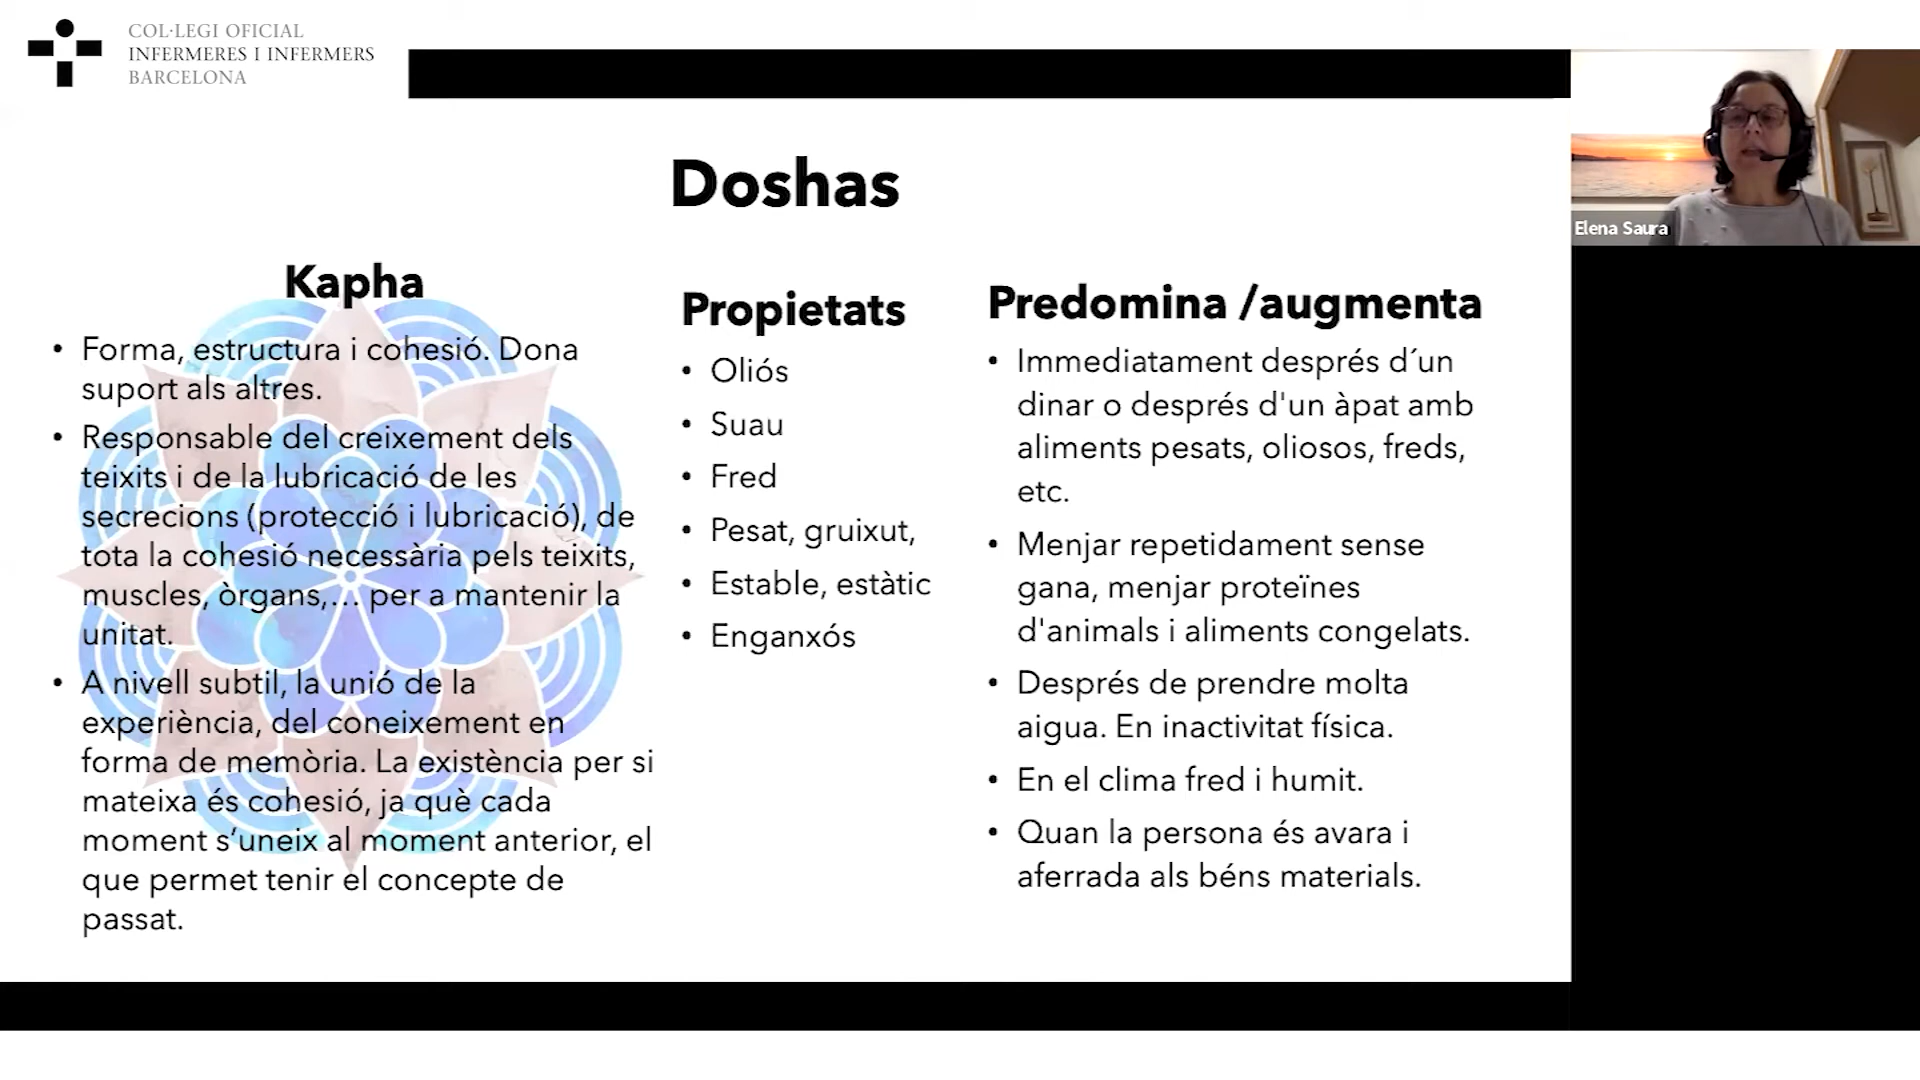 COL·LEGI OFICIAL
INFERMERES I INFERMERS
BARCELONA
Elena Saura
Doshas
Kapha
• Forma, estructura i cohesió. Dona
suport als altres.
• Responsable del creixement dels
teixits i de la lubricació de les
secrecions (protecció i lubricació), de
tota la cohesió necessària pels teixits,
muscles, òrgans,… per a mantenir la
unitat.
• A nivell subtil, la unió de la
experiència, del coneixement en
forma de memòria. La existència per si
mateixa és cohesió, ja què cada
moment s’uneix al moment anterior, el
que permet tenir el concepte de
passat.
Propietats
• Oliós
• Suau
• Fred
• Pesat, gruixut,
• Estable, estàtic
• Enganxós
Predomina /augmenta
• Immediatament després d´un
dinar o després d'un àpat amb
aliments pesats, oliosos, freds,
etc.
• Menjar repetidament sense
gana, menjar proteïnes
d'animals i aliments congelats.
• Després de prendre molta
aigua. En inactivitat física.
• En el clima fred i humit.
• Quan la persona és avara i
aferrada als béns materials.